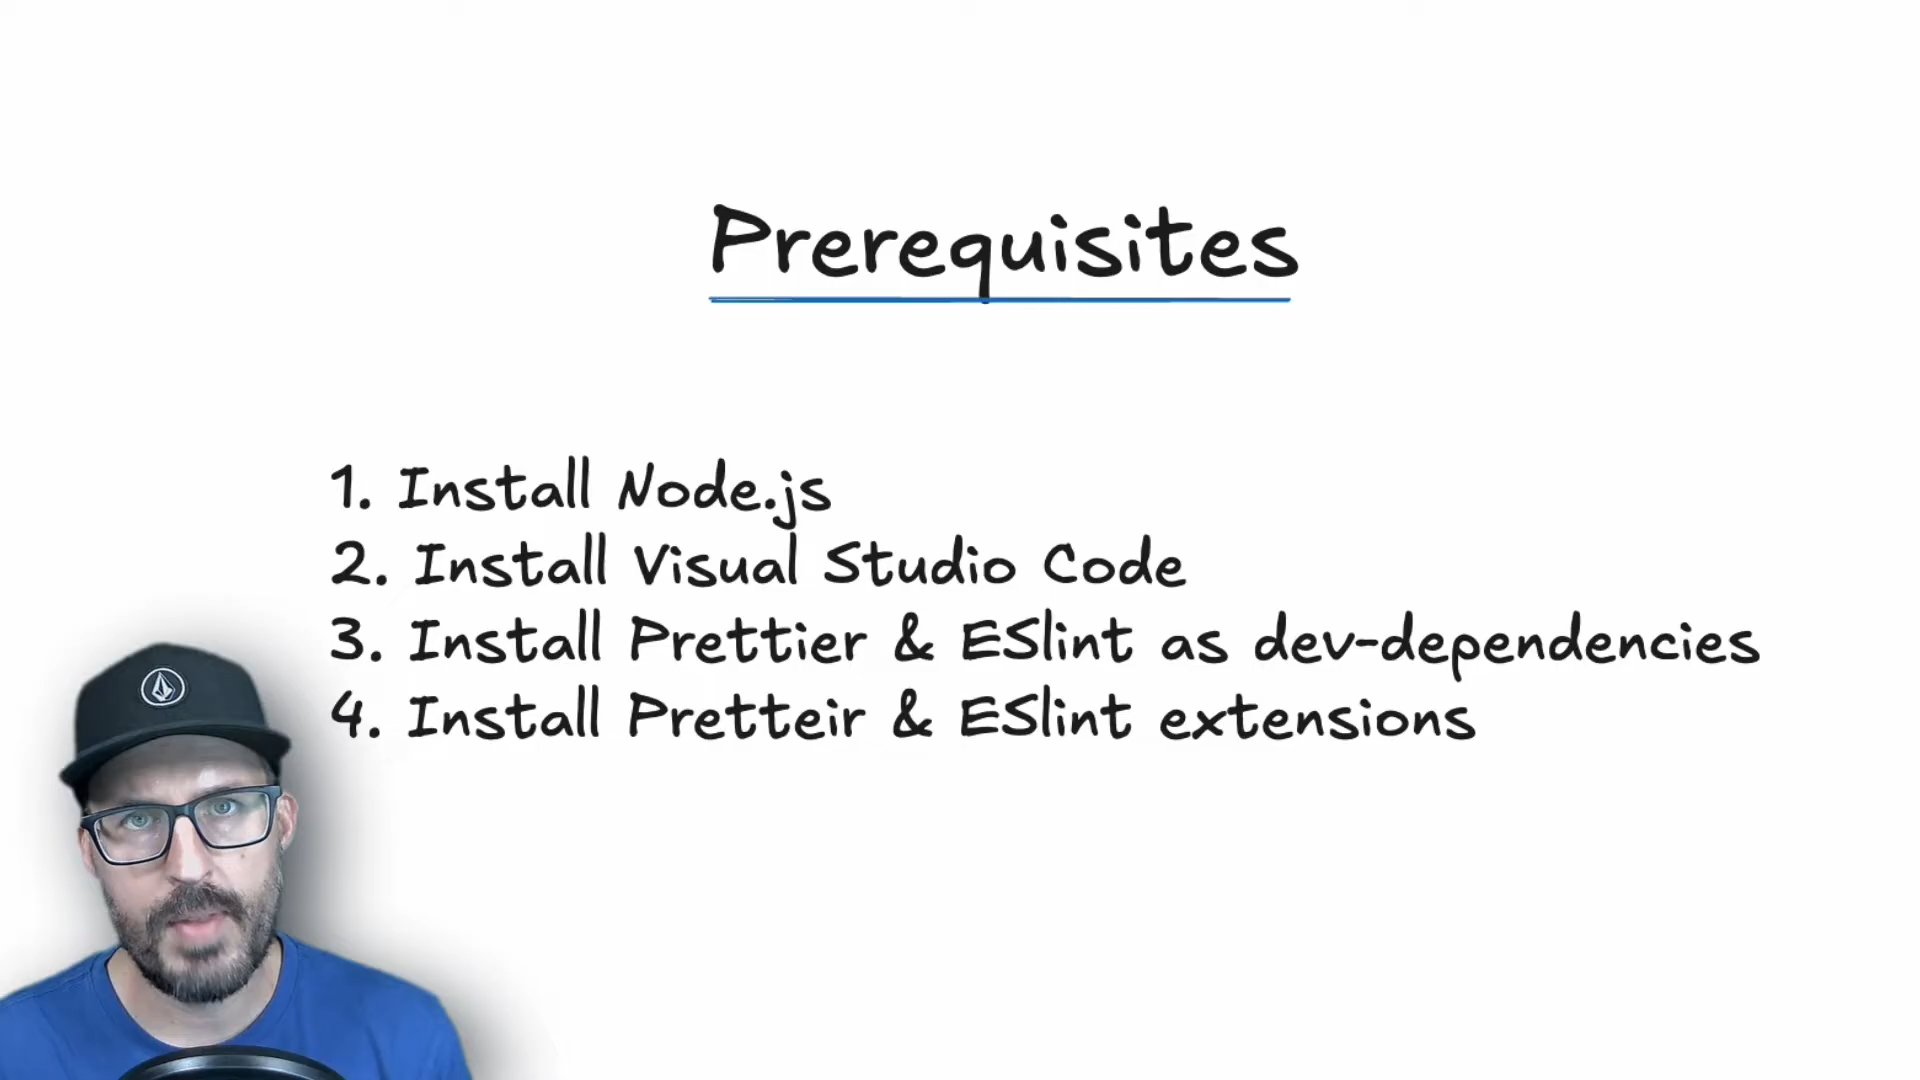 Prerequisites
1. Install Node.js
2. Install Visual Studio Code
3. Install Prettier & ESlint as dev-dependencies
4. Install Pretteir & ESlint extensions